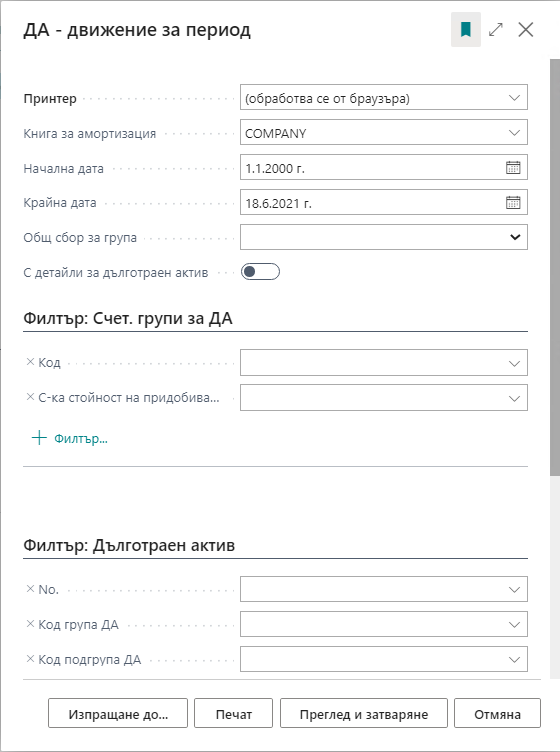 ДА - движение за период
Принтер (обработва се от браузъра)
Книга за амортизация COMPANY
Начална дата 1.1.2000 г.
Крайна дата 18.6.2021 г.
Общ сбор за група
С детайли за дълготраен актив
Филтър: Счет. групи за ДА
× Код
× С-ка стойност на придобива...
+ Филтър...
Филтър: Дълготраен актив
× No.
× Код група ДА
× Код подгрупа ДА
Изпращане до... Печат Преглед и затваряне Отмяна